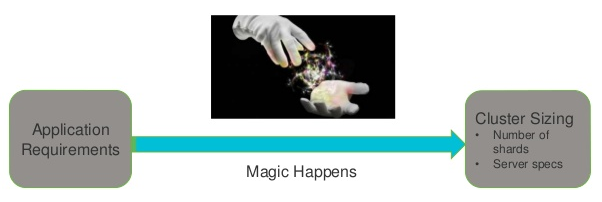 Application
Requirements
Magic Happens
Cluster Sizing
• Number of
shards
• Server specs